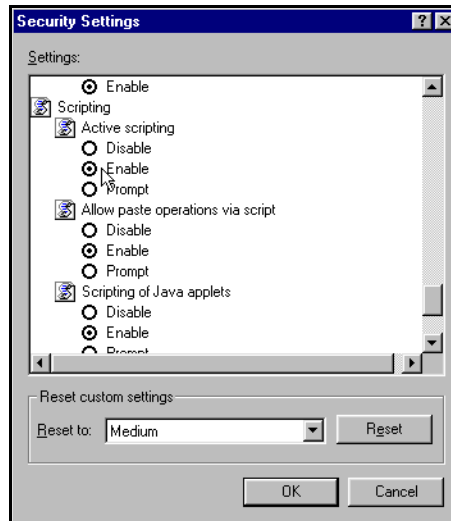 Security Settings
Settings:
Enable
Scripting
Active scripting
Disable
Enable
Prompt
Allow paste operations via script
Disable
Enable
Prompt
Scripting of Java applets
Disable
Enable
Prompt
Reset custom settings
Reset to: Medium Reset
OK Cancel